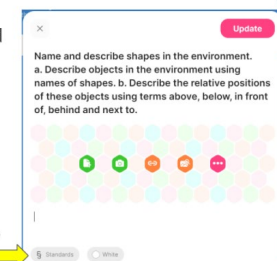 Update
Name and describe shapes in the environment.
a. Describe objects in the environment using
names of shapes. b. Describe the relative positions
of these objects using terms above, below, in front
of, behind and next to.
Standards
White